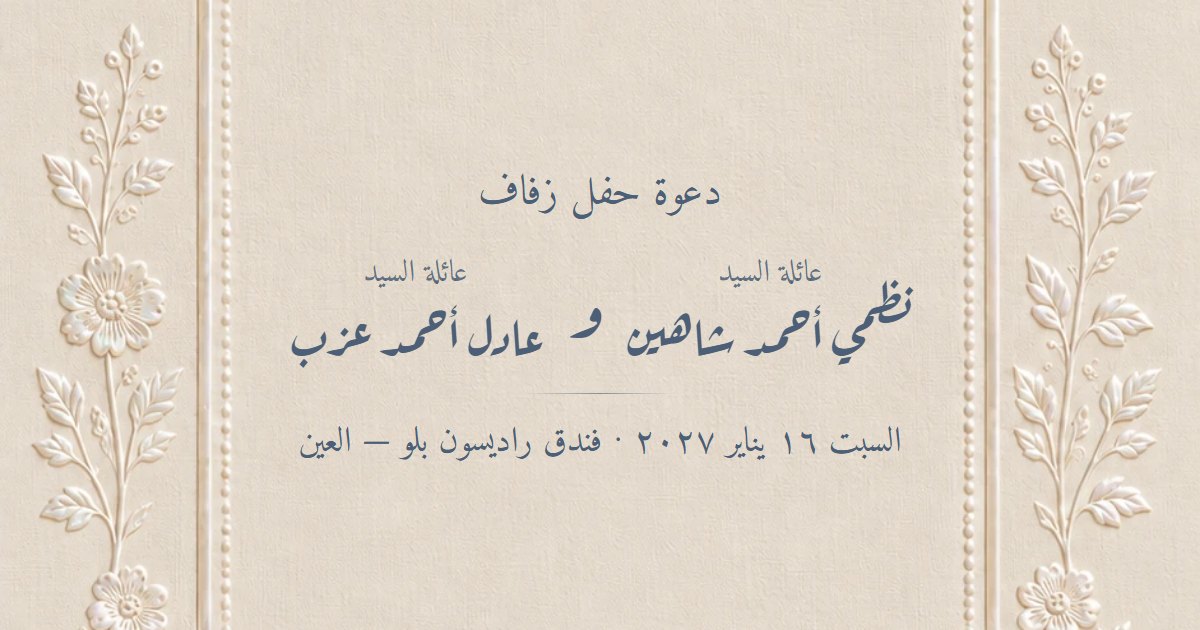 دعوة حفل زفاف
عائلة السيد عائلة السيد
نظمي أحمد شاهين و عادل أحمد عزب
السبت ١٦ يناير ٢٠٢٧ · فندق راديسون بلو — العين